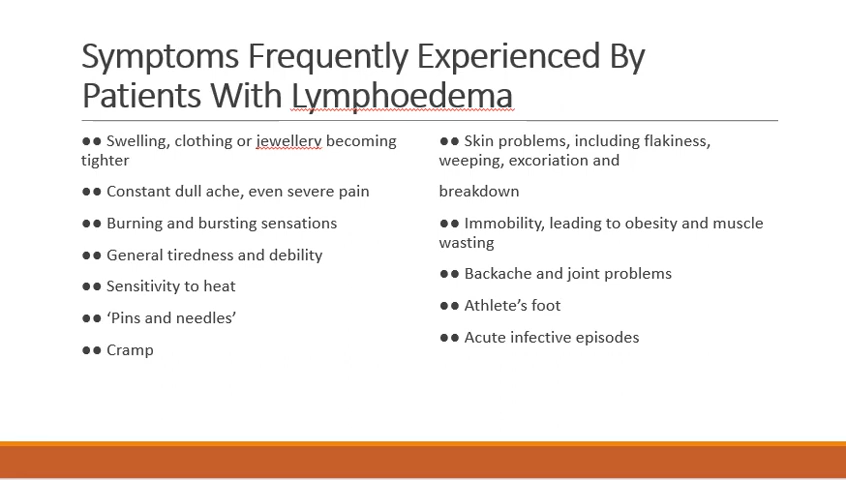 Symptoms Frequently Experienced By
Patients With Lymphoedema
●● Swelling, clothing or jewellery becoming
tighter
●● Constant dull ache, even severe pain
●● Burning and bursting sensations
●● General tiredness and debility
●● Sensitivity to heat
●● ‘Pins and needles’
●● Cramp
●● Skin problems, including flakiness,
weeping, excoriation and
breakdown
●● Immobility, leading to obesity and muscle
wasting
●● Backache and joint problems
●● Athlete’s foot
●● Acute infective episodes